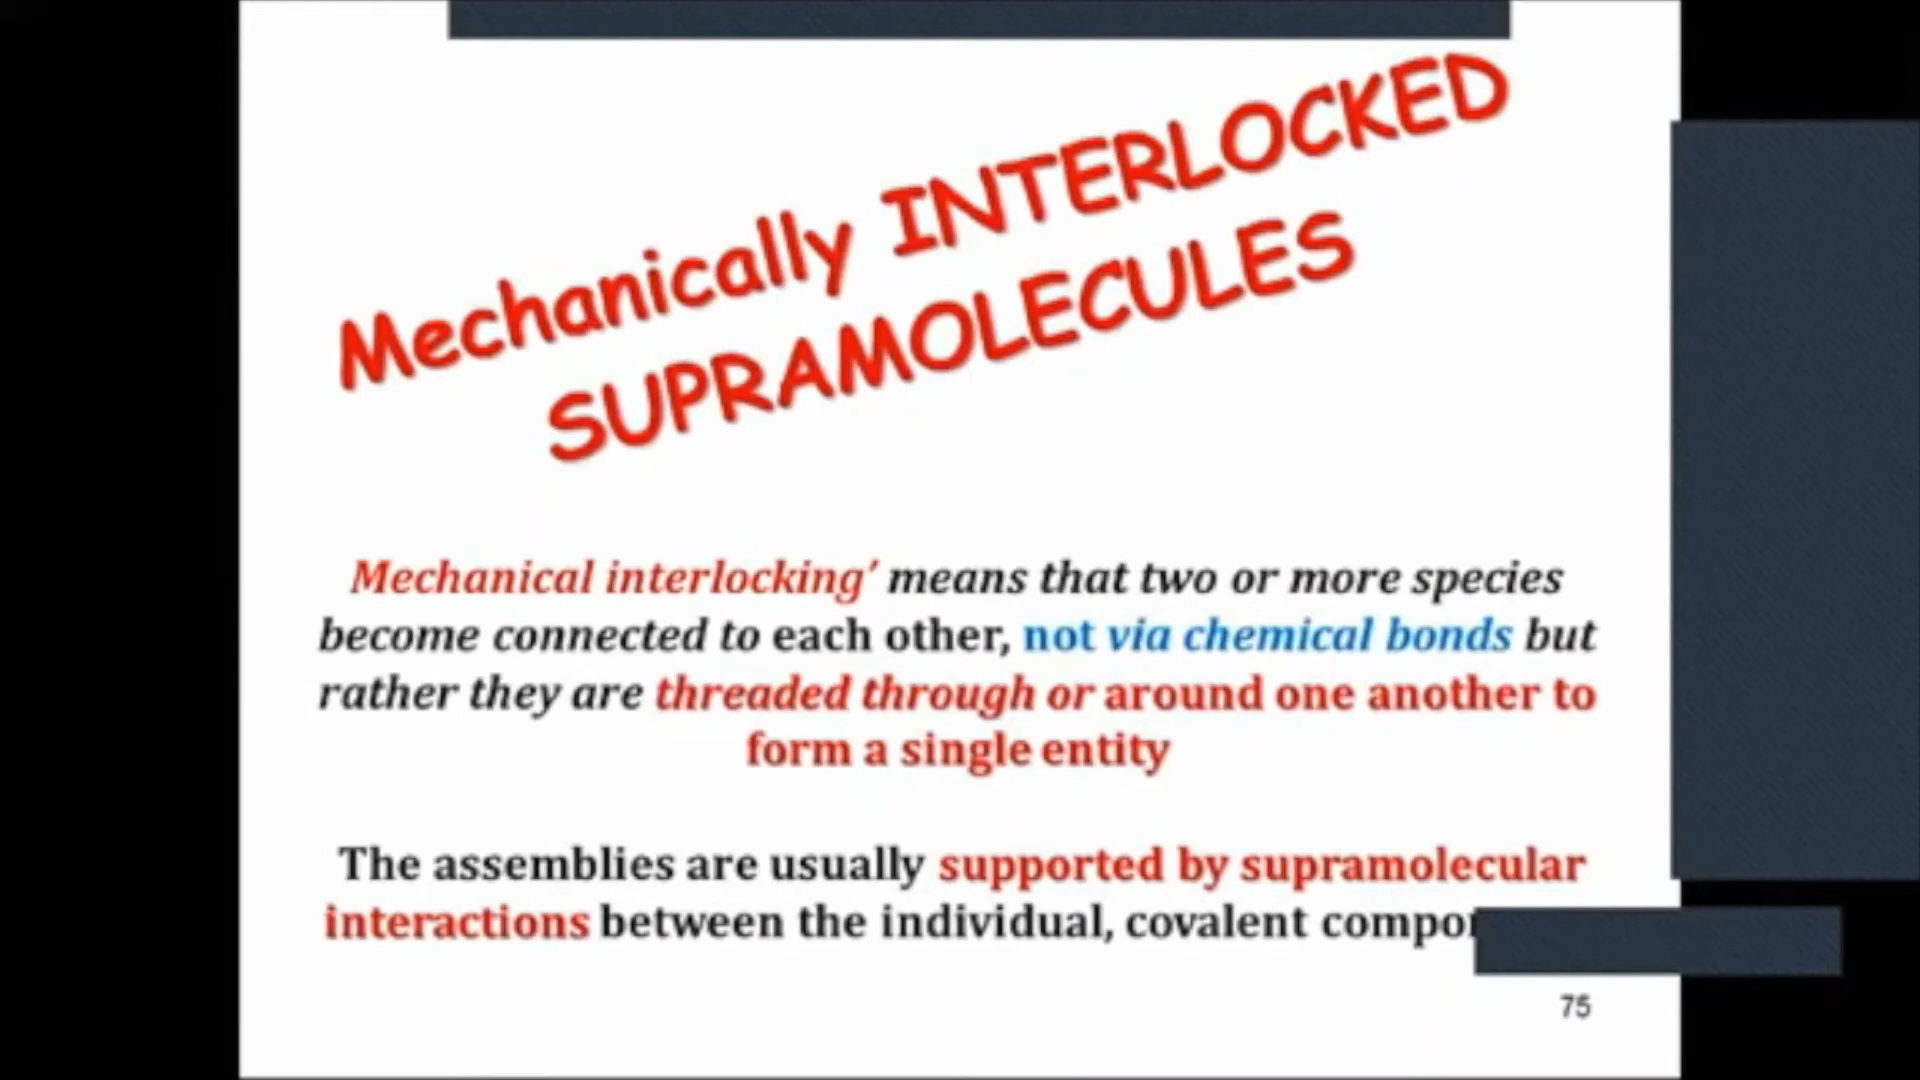 Mechanically INTERLOCKED
SUPRAMOLECULES
Mechanical interlocking’ means that two or more species
become connected to each other, not via chemical bonds but
rather they are threaded through or around one another to
form a single entity
The assemblies are usually supported by supramolecular
interactions between the individual, covalent
75